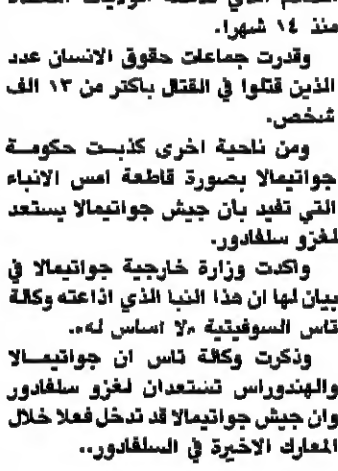 منذ ١٤ شهرا.
وقدرت جماعات حقوق الانسان عدد
الذين قتلوا في القتال باكثر من ١٣ الف
شخص.
ومن ناحية اخرى كذبت حكومة
جواتيمالا بصورة قاطعة امس الانباء
التي تفيد بأن جيش جواتيمالا يستعد
لغزو سلفادور.
واكدت وزارة خارجية جواتيمالا في
بيان لها ان هذا النبا الذي اذاعته وكالة
تاس السوفيتية «لا اساس له».
وذكرت وكالة تاس ان جواتيمالا
والهندوراس تستعدان لغزو سلفادور
وان جيش جواتيمالا قد تدخل فعلا خلال
المعارك الاخيرة في السلفادور..